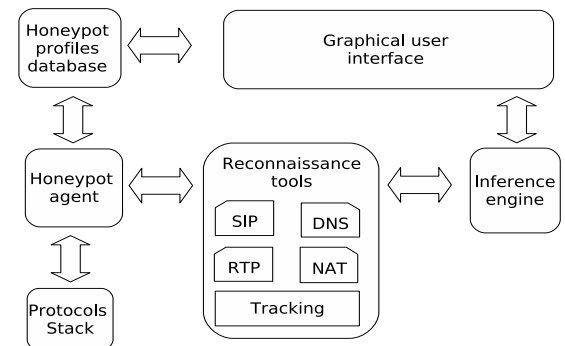 Honeypot
profiles
database
Graphical user
interface
Honeypot
agent
Reconnaissance
tools
SIP
DNS
RTP
NAT
Tracking
Inference
engine
Protocols
Stack